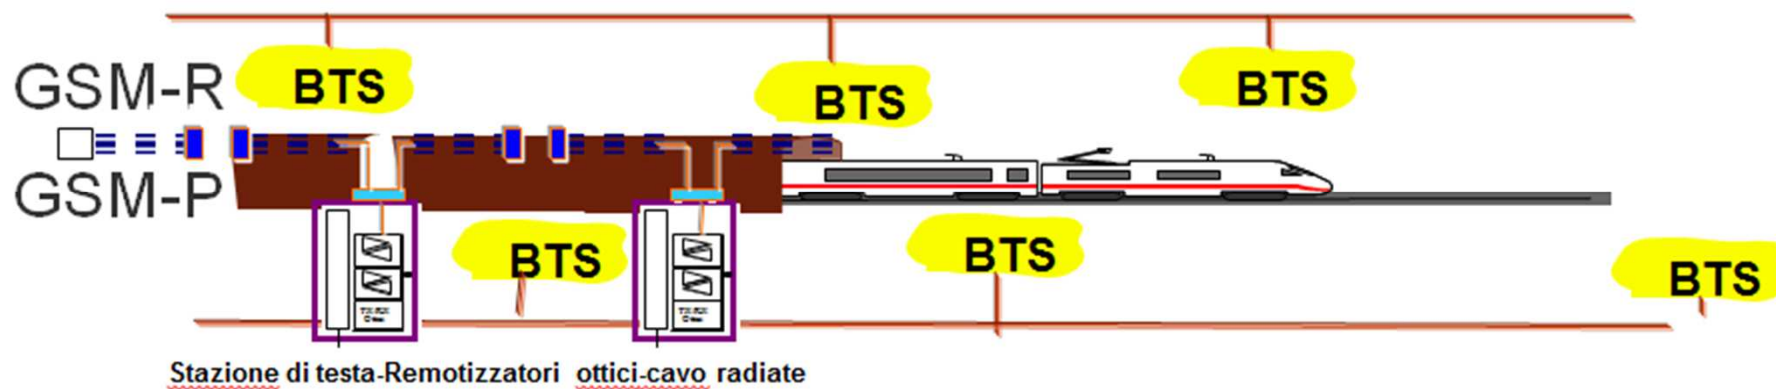 GSM-R
BTS
BTS
BTS
GSM-P
BTS
BTS
BTS
Stazione di testa-Remotizzatori ottici-cavo radiate